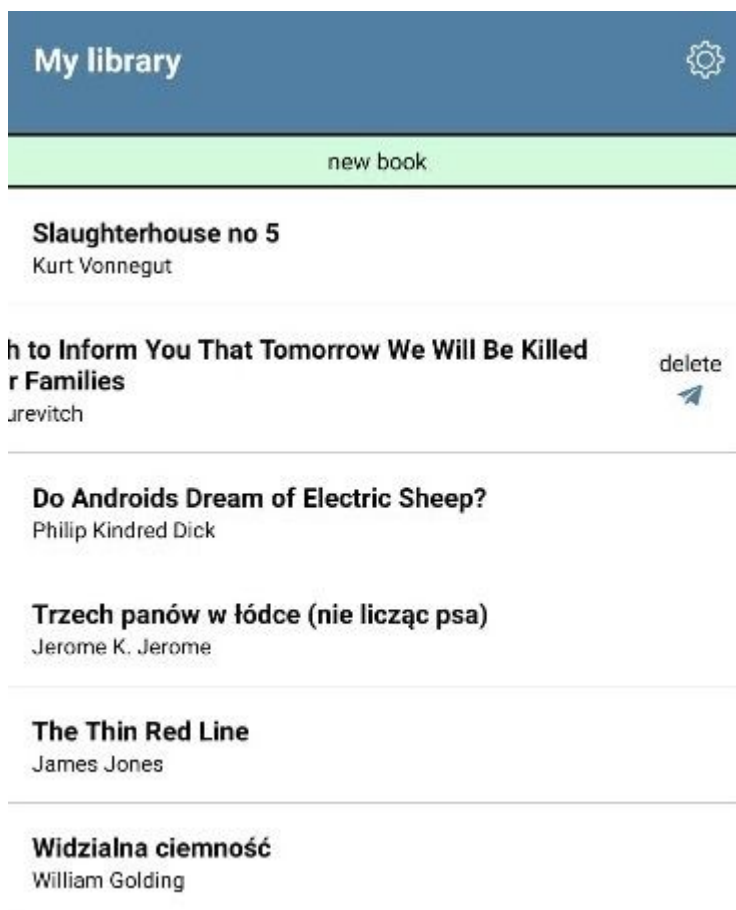 My library
new book
Slaughterhouse no 5
Kurt Vonnegut
h to Inform You That Tomorrow We Will Be Killed
r Families
urevitch
delete
Do Androids Dream of Electric Sheep?
Philip Kindred Dick
Trzech panów w łódce (nie licząc psa)
Jerome K. Jerome
The Thin Red Line
James Jones
Widzialna ciemność
William Golding